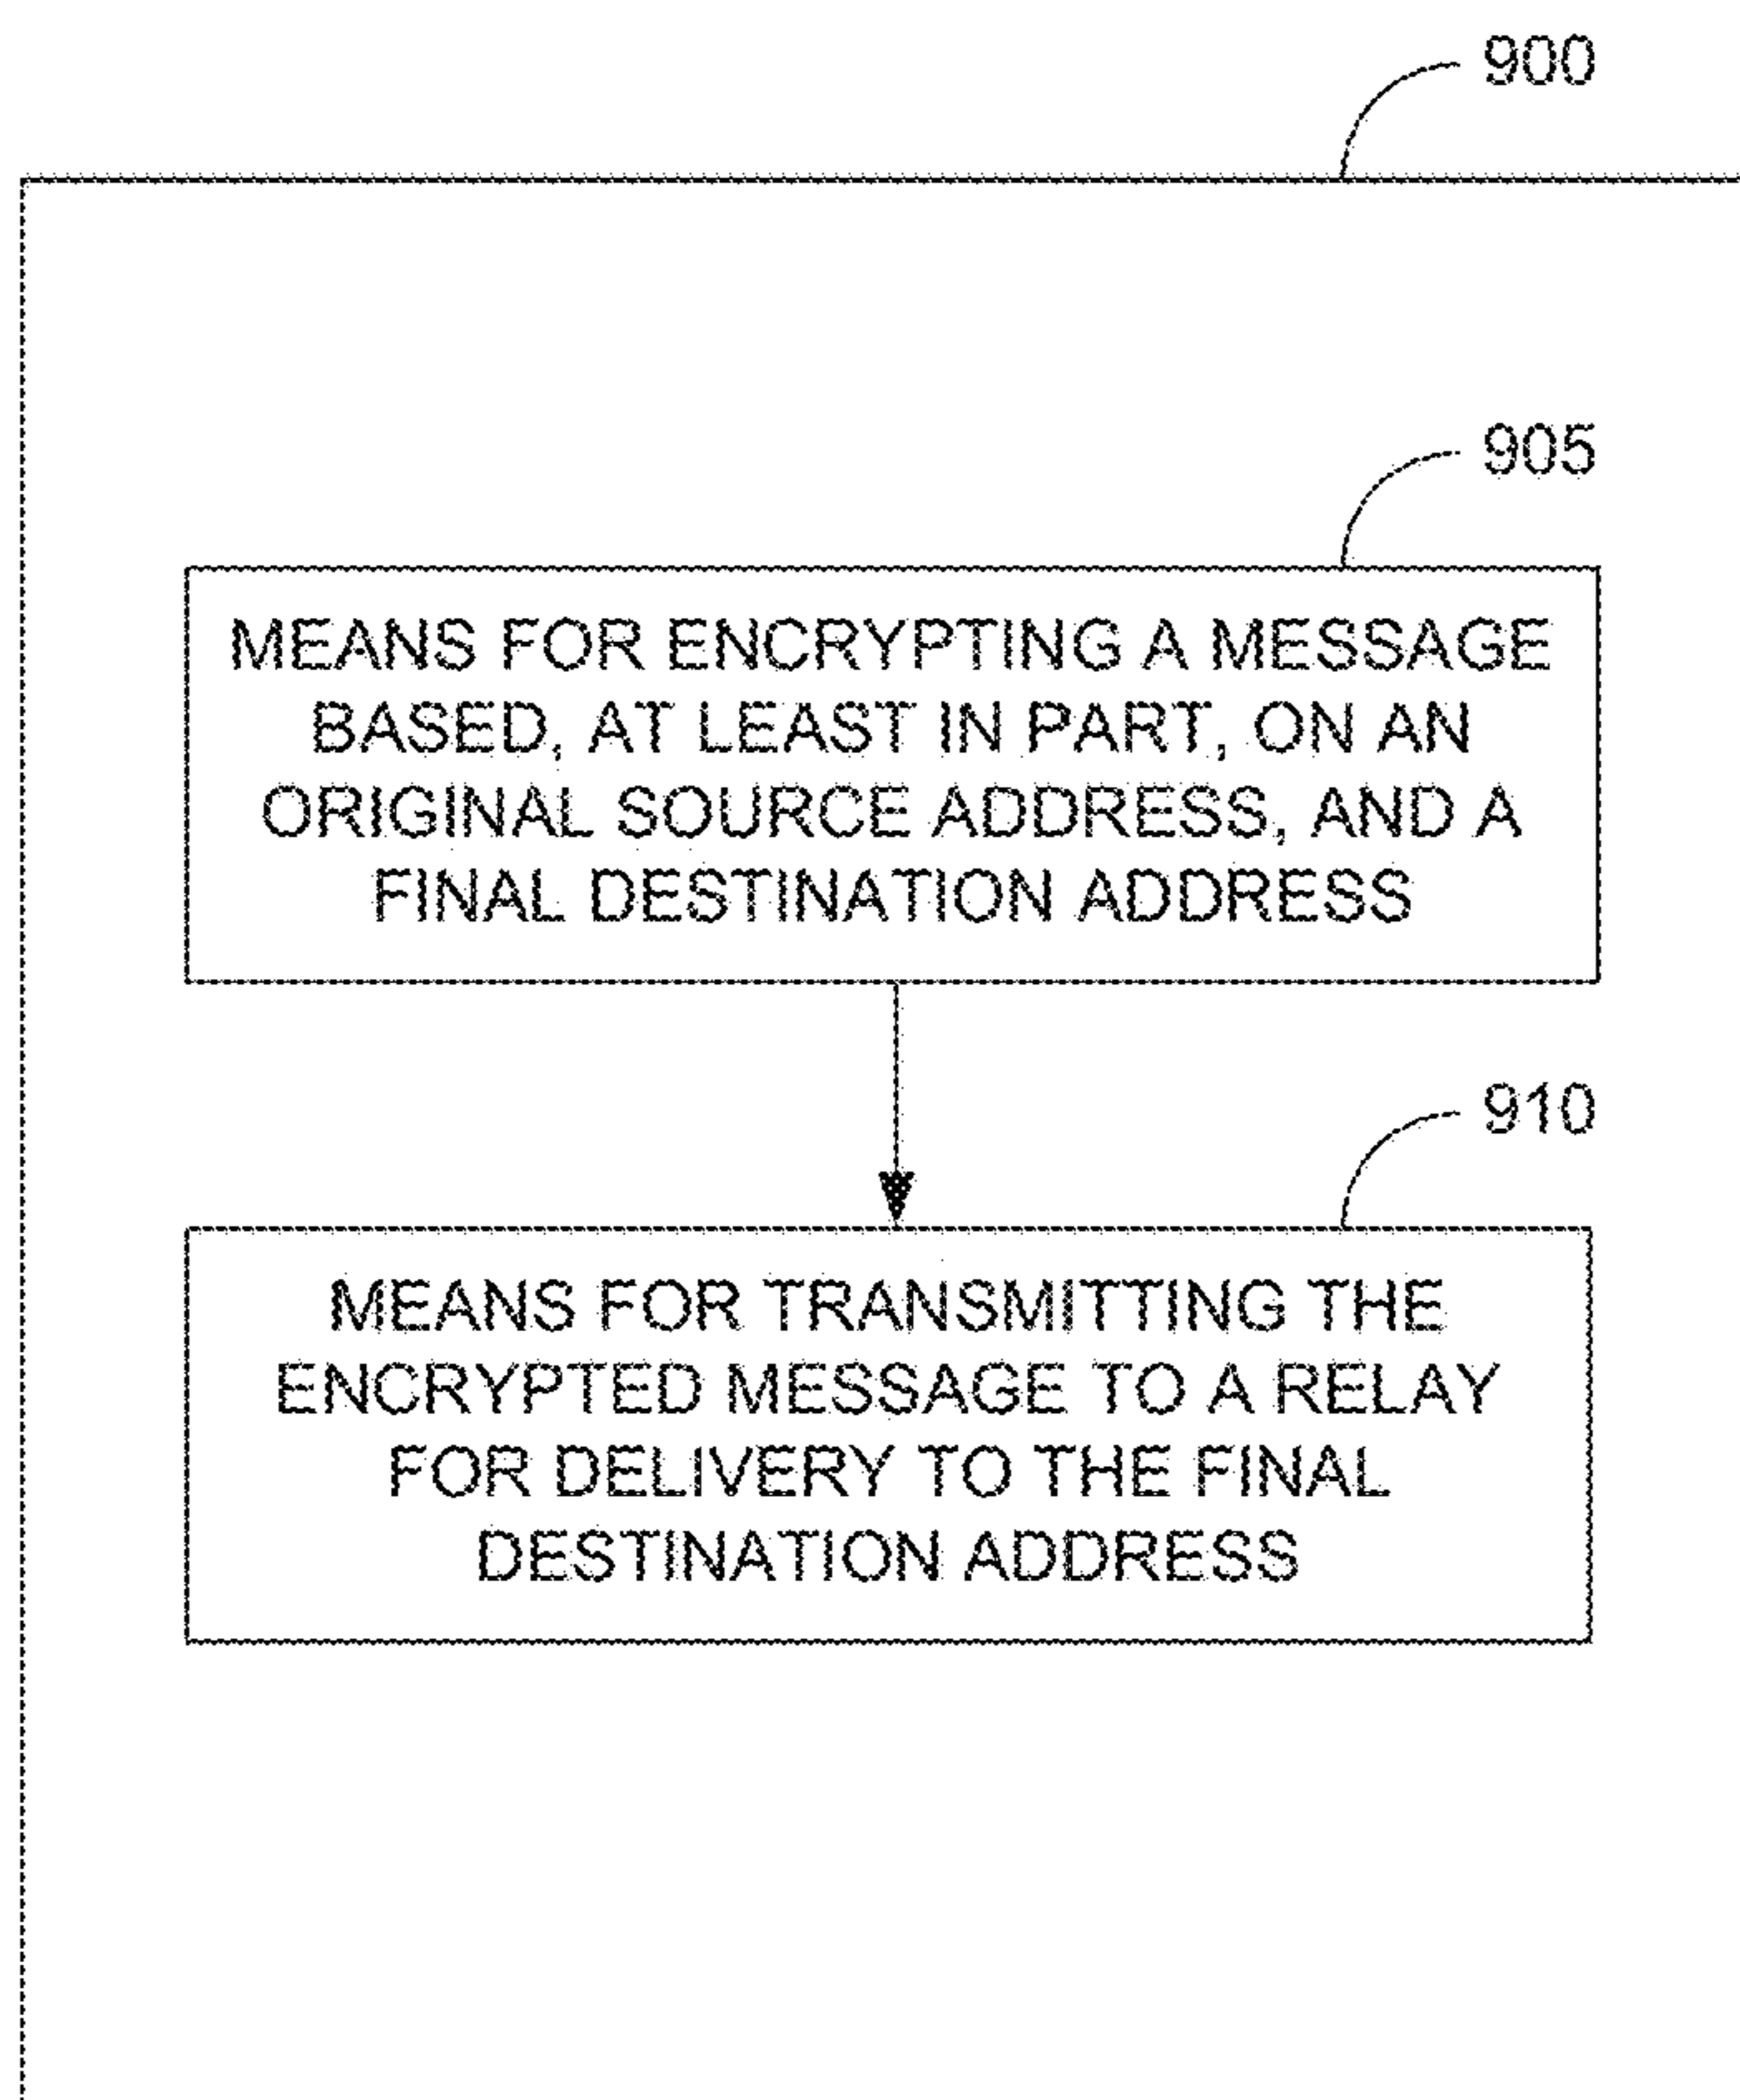 900
905
MEANS FOR ENCRYPTING A MESSAGE
BASED, AT LEAST IN PART, ON AN
ORIGINAL SOURCE ADDRESS, AND A
FINAL DESTINATION ADDRESS
910
MEANS FOR TRANSMITTING THE
ENCRYPTED MESSAGE TO A RELAY
FOR DELIVERY TO THE FINAL
DESTINATION ADDRESS